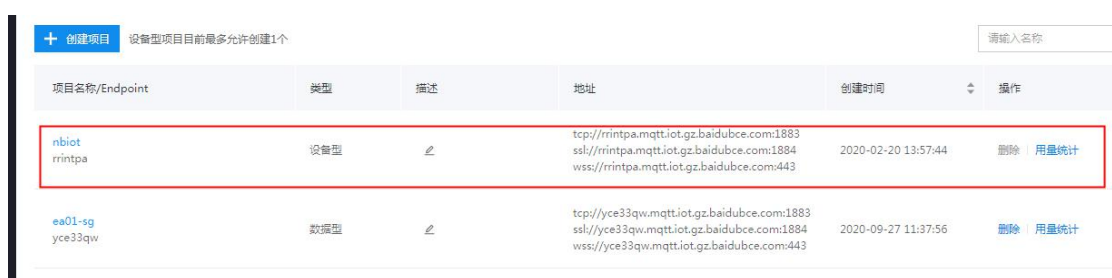 创建项目 设备型项目目前最多允许创建1个 请输入名称
项目名称/Endpoint 类型 描述 地址 创建时间 操作
tcp://rrintpa.mqtt.iot.gz.baidubce.com:1883
nbiot
rrintpa 设备型 ssl://rrintpa.mqtt.iot.gz.baidubce.com:1884 2020-02-20 13:57:44 删除 用量统计
wss://rrintpa.mqtt.iot.gz.baidubce.com:443
tcp://yce33qw.mqtt.iot.gz.baidubce.com:1883
ea01-sg
yce33qw 数据型 ssl://yce33qw.mqtt.iot.gz.baidubce.com:1884 2020-09-27 11:37:56 删除 用量统计
wss://yce33qw.mqtt.iot.gz.baidubce.com:443